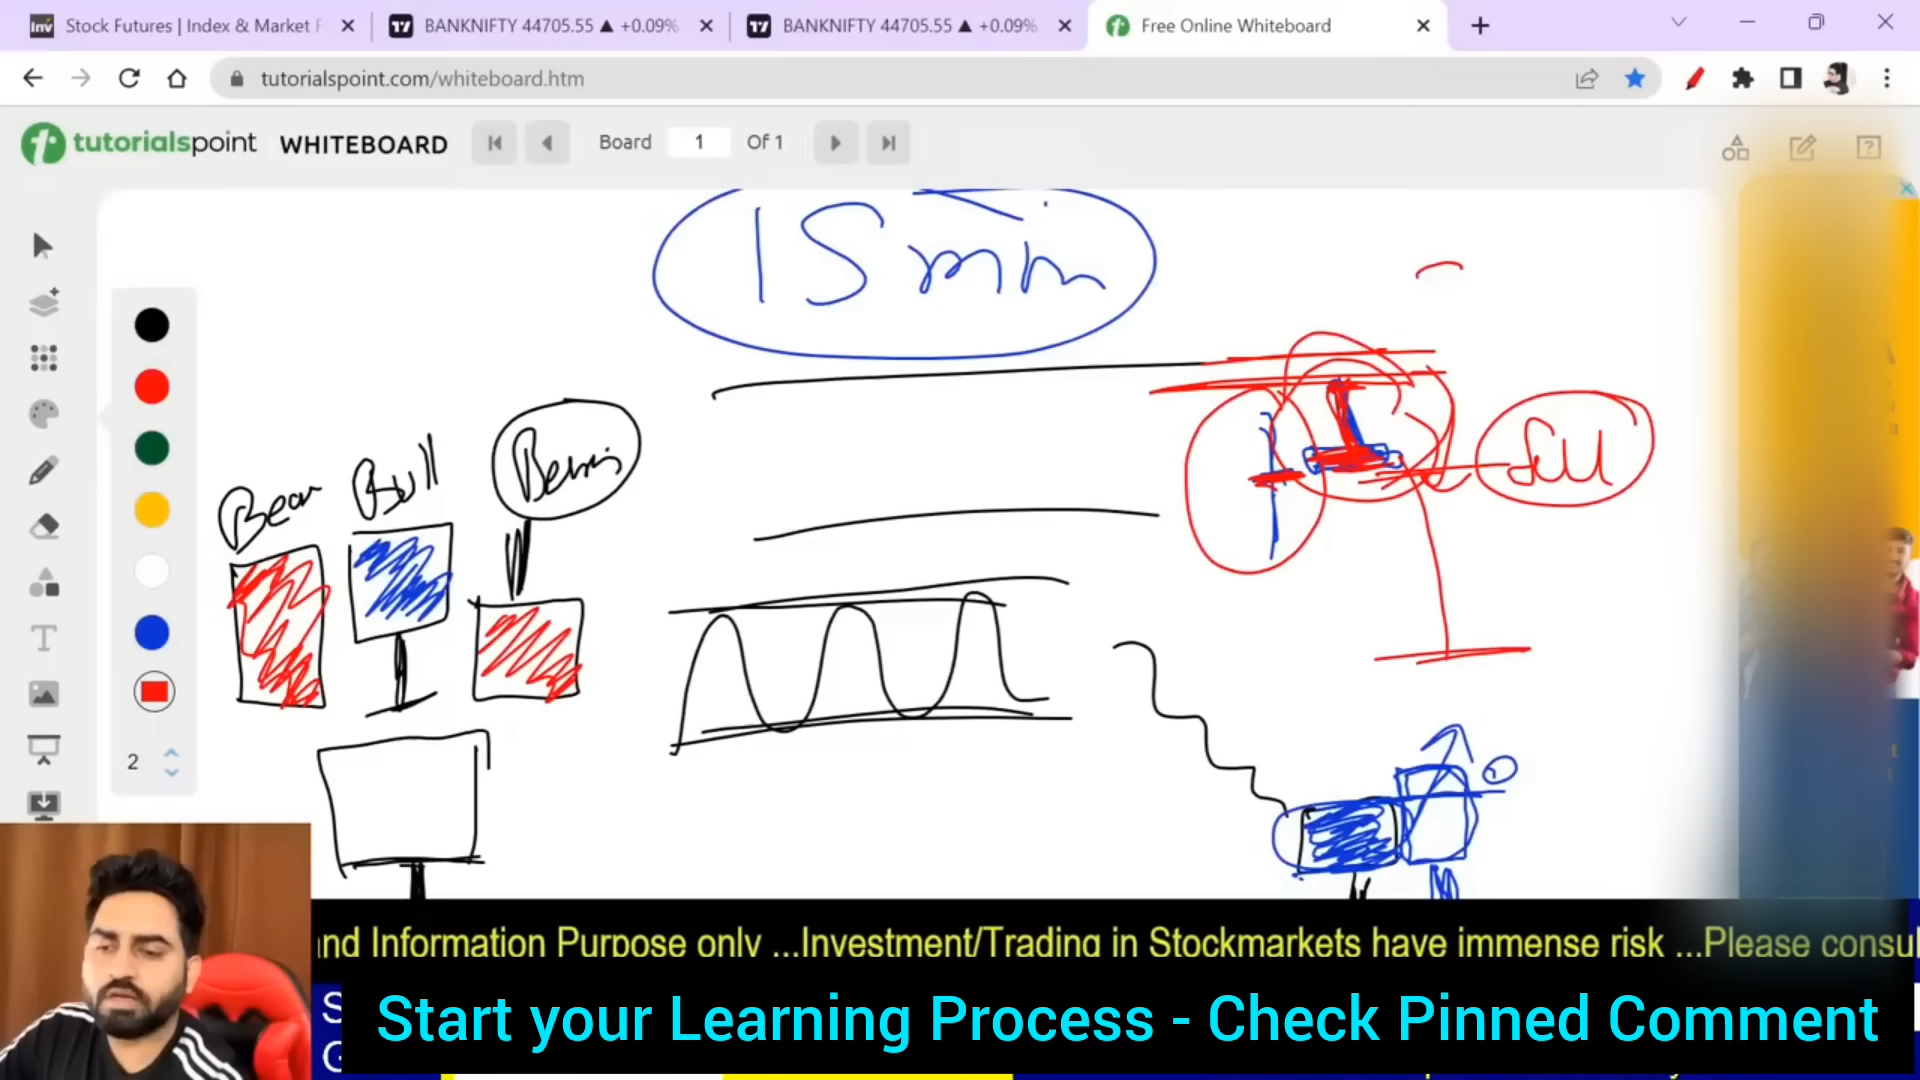 Stock Futures | Index & Market F
BANKNIFTY 44705.55 ▲ +0.09%
BANKNIFTY 44705.55 ▲ +0.09%
Free Online Whiteboard
tutorialspoint.com/whiteboard.htm
tutorialspoint WHITEBOARD
Board 1 Of 1
15 min
Bear
Bull
2
nd Information Purpose only ...Investment/Trading in Stockmarkets have immense risk ...Please consu
Start your Learning Process - Check Pinned Comment